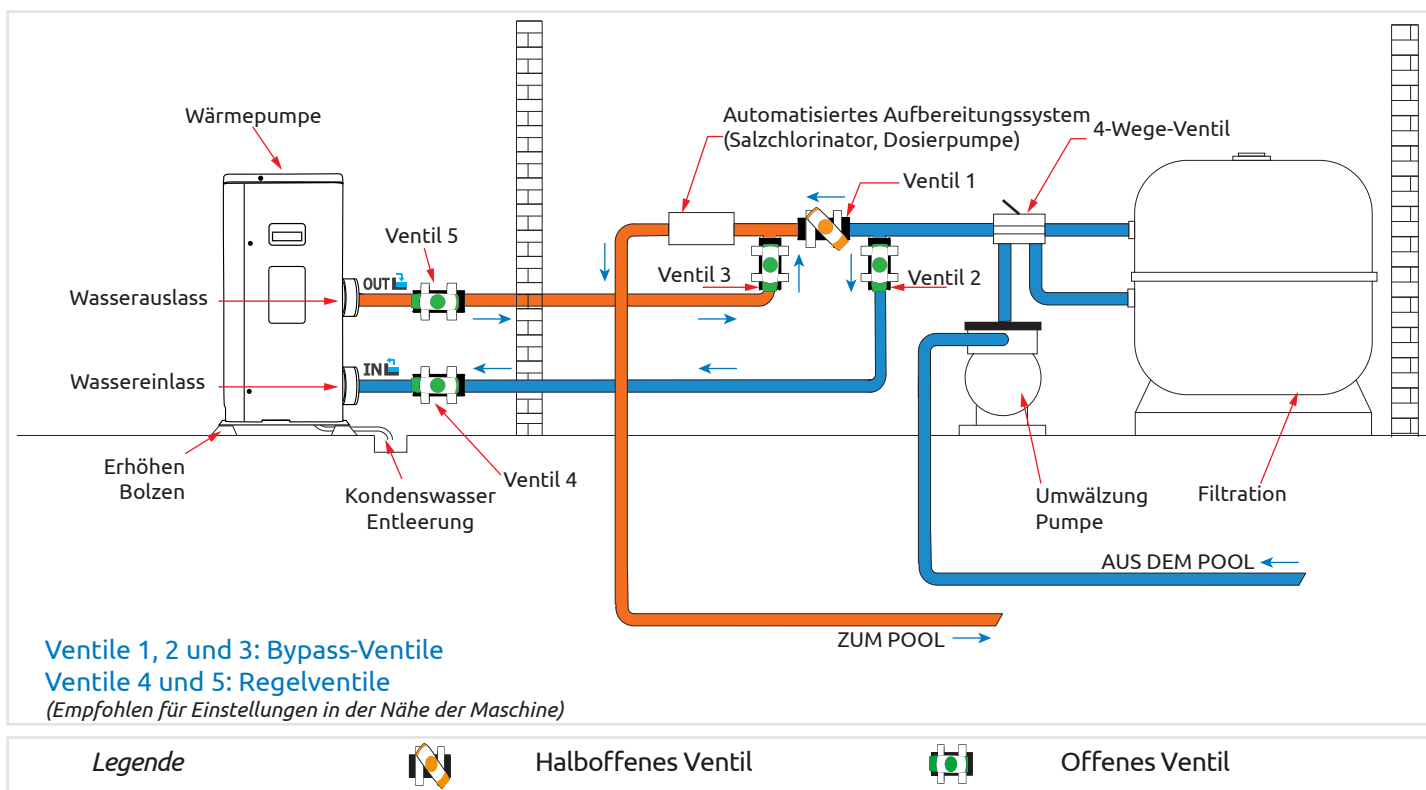 Wärmepumpe
Automatisiertes Aufbereitungssystem
(Salzchlorinator, Dosierpumpe)
4-Wege-Ventil
Ventil 1
Ventil 5
Ventil 3
Ventil 2
OUT
Wasserauslass
IN
Wassereinlass
Erhöhen
Bolzen
Kondenswasser
Entleerung
Ventil 4
Umwälzung
Pumpe
Filtration
AUS DEM POOL
ZUM POOL
Ventile 1, 2 und 3: Bypass-Ventile
Ventile 4 und 5: Regelventile
(Empfohlen für Einstellungen in der Nähe der Maschine)
Legende
Halboffenes Ventil
Offenes Ventil